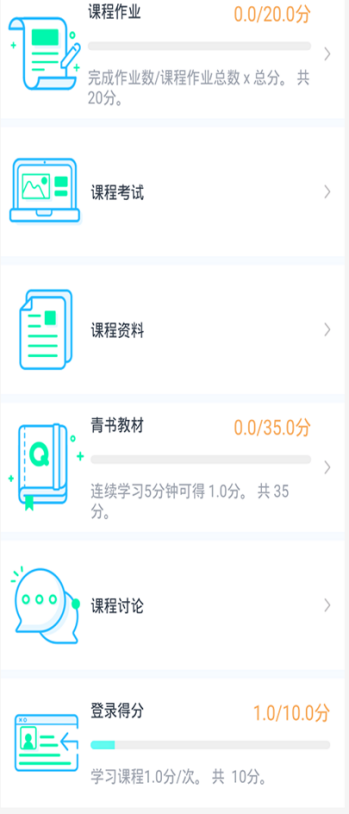 课程作业
0.0/20.0分
完成作业数/课程作业总数 x 总分。 共
20分。
课程考试
课程资料
青书教材
0.0/35.0分
Q
连续学习5分钟可得 1.0分。 共 35
分。
课程讨论
登录得分
1.0/10.0分
学习课程1.0分/次。 共 10分。